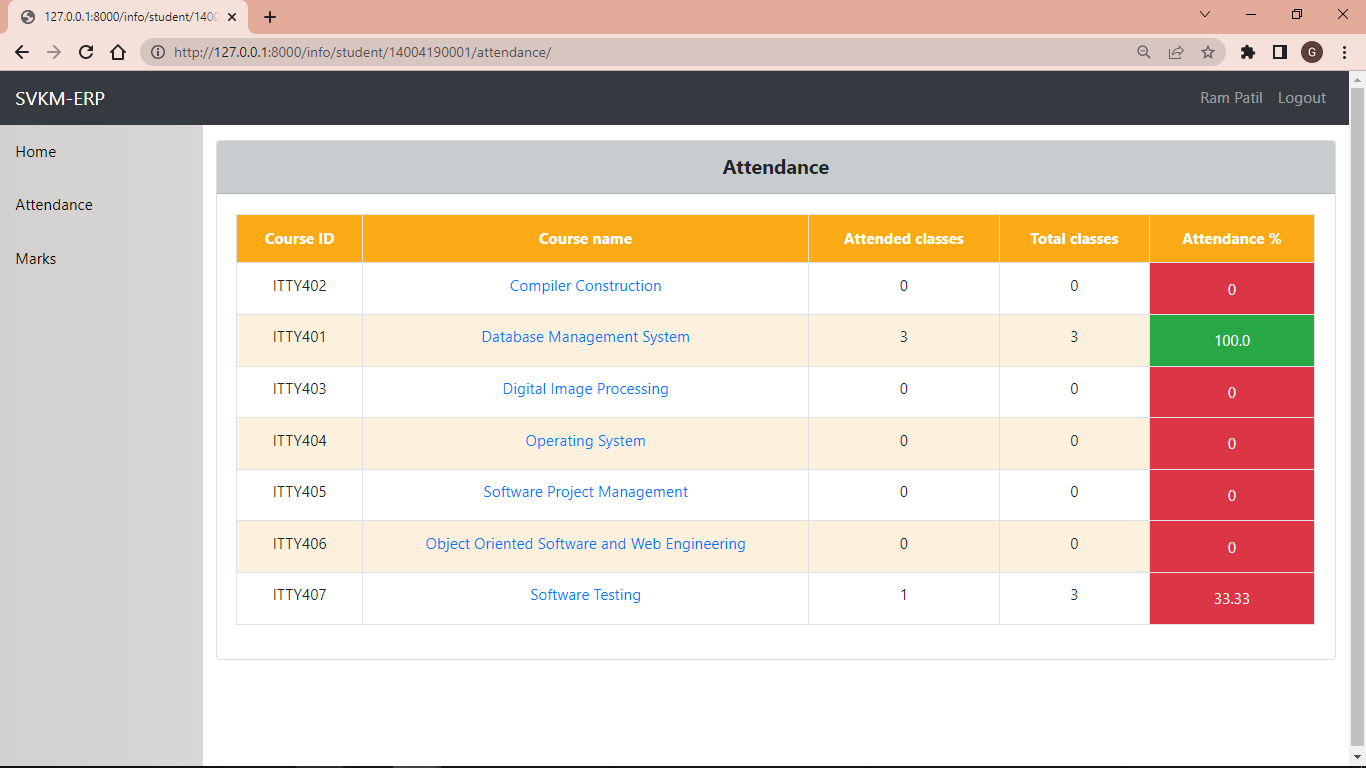 127.0.0.1:8000/info/student/1400
http://127.0.0.1:8000/info/student/14004190001/attendance/
G
SVKM-ERP
Ram Patil Logout
Home
Attendance
Marks
Attendance
Course ID Course name Attended classes Total classes Attendance %
ITTY402 Compiler Construction 0 0 0
ITTY401 Database Management System 3 3 100.0
ITTY403 Digital Image Processing 0 0 0
ITTY404 Operating System 0 0 0
ITTY405 Software Project Management 0 0 0
ITTY406 Object Oriented Software and Web Engineering 0 0 0
ITTY407 Software Testing 1 3 33.33